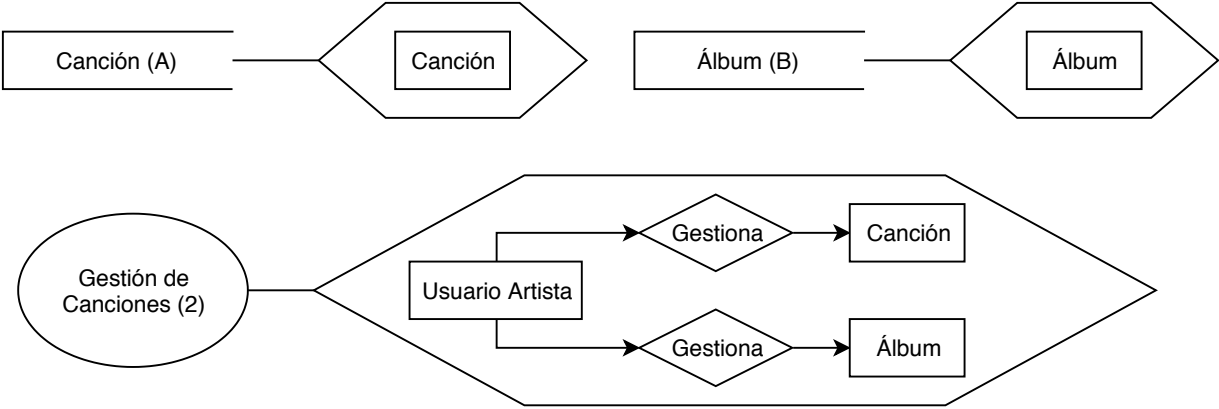 Canción (A)
Canción
Álbum (B)
Álbum
Gestión de
Canciones (2)
Usuario Artista
Gestiona
Canción
Gestiona
Álbum